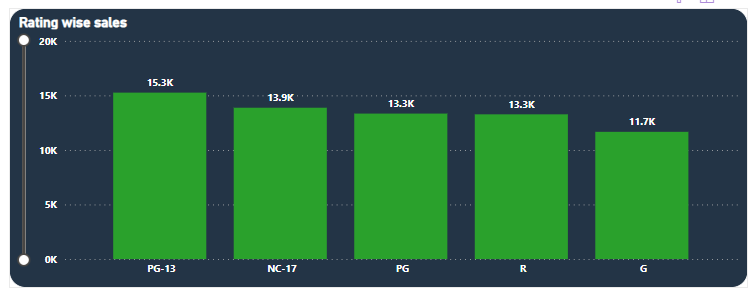 Rating wise sales
20K
15K
10K
5K
0K
15.3K
13.9K
13.3K
13.3K
11.7K
PG-13 NC-17 PG R G